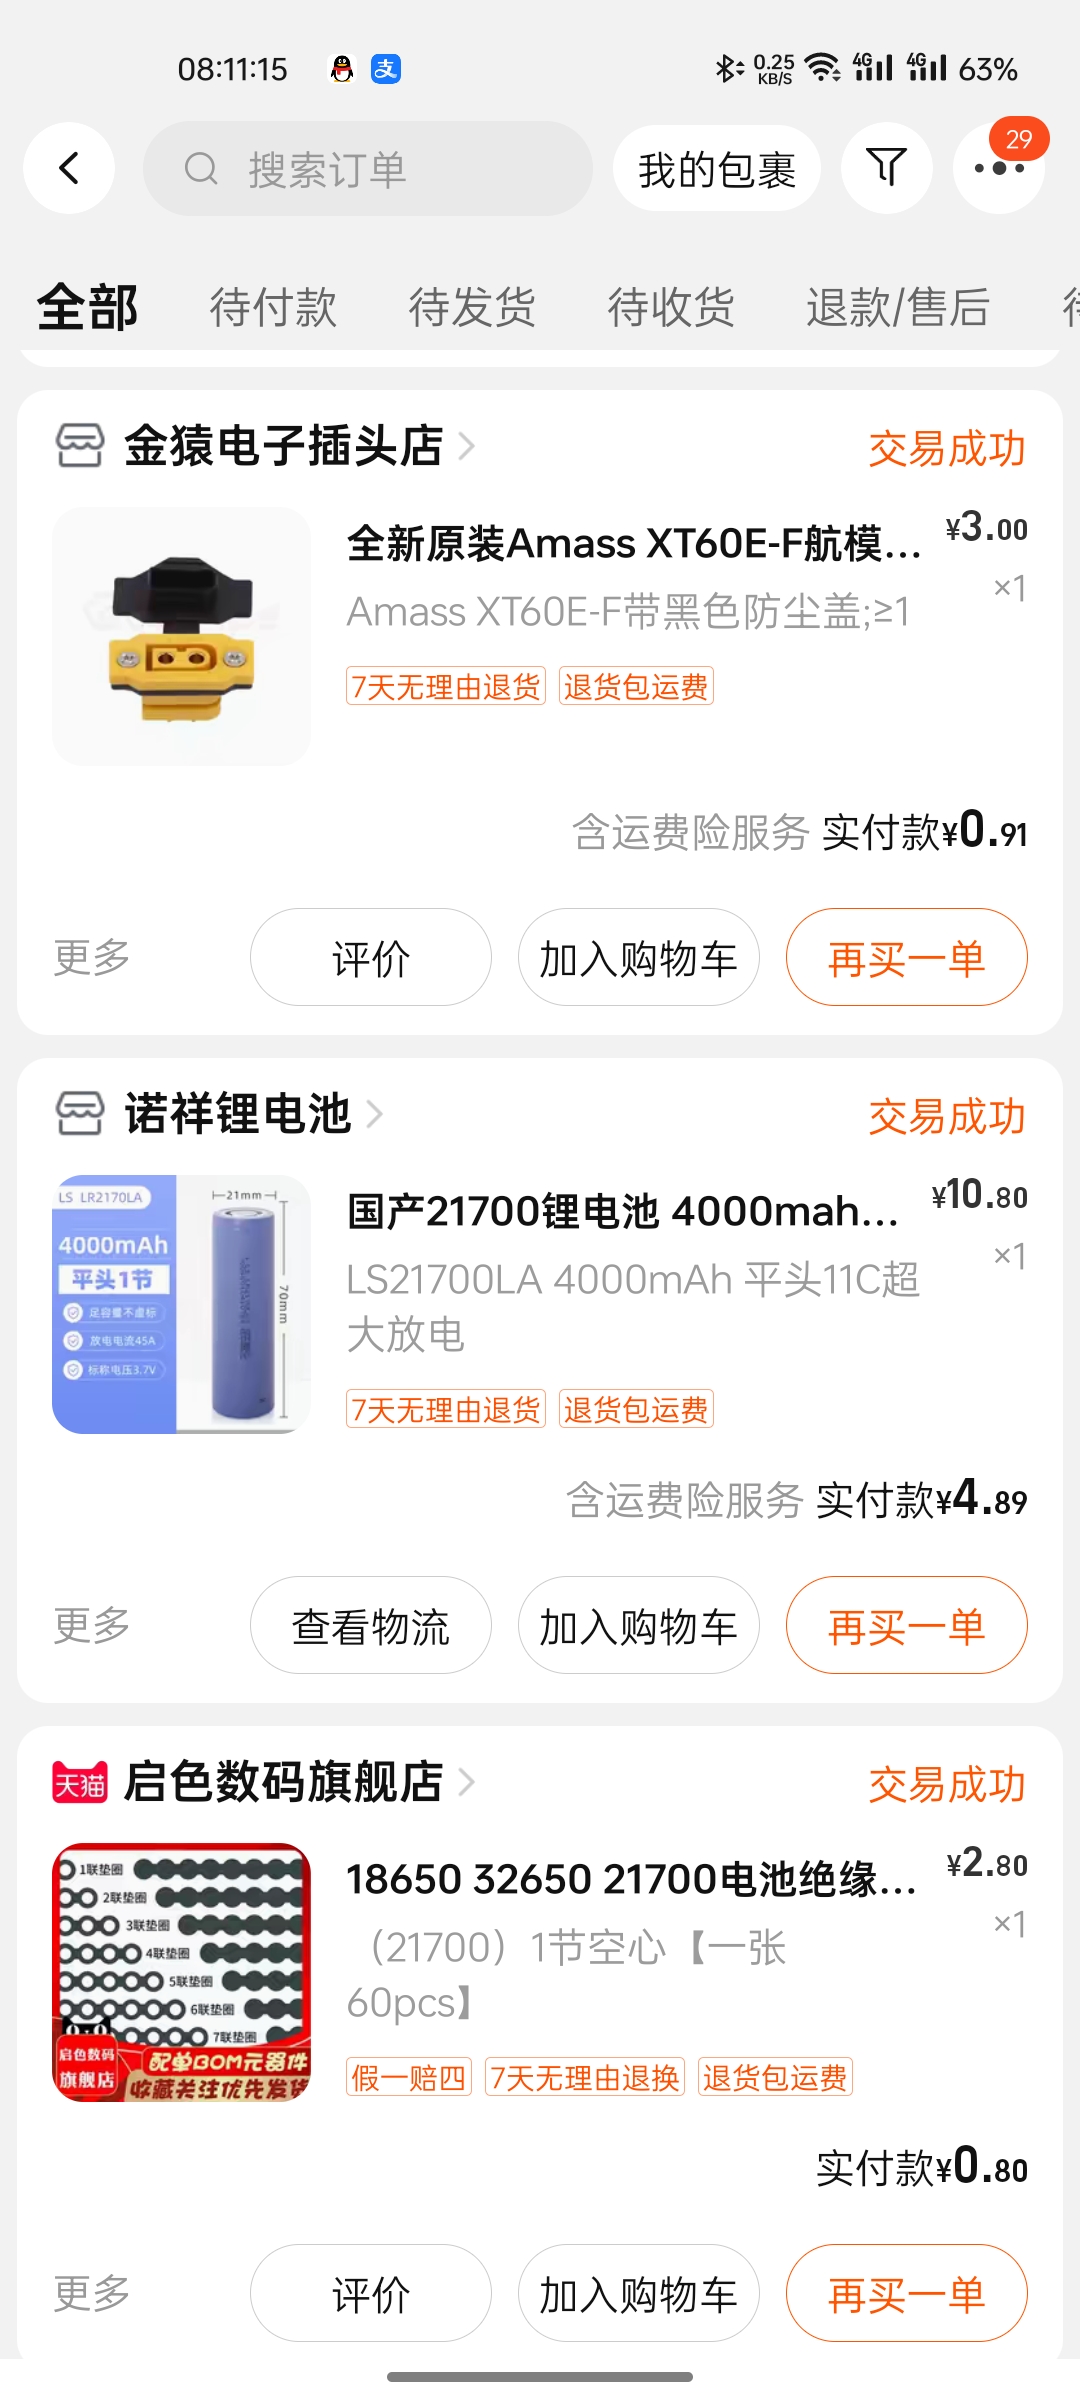 08:11:15
支
0.25
KB/S
4G
4G
63%
搜索订单
我的包裹
29
全部
待付款
待发货
待收货
退款/售后
金猿电子插头店
交易成功
全新原装Amass XT60E-F航模...
¥3.00
Amass XT60E-F带黑色防尘盖;≥1
×1
7天无理由退货
退货包运费
含运费险服务 实付款¥0.91
更多
评价
加入购物车
再买一单
诺祥锂电池
交易成功
LS LR2170LA
4000mAh
平头1节
足容量不虚标
放电电流45A
标称电压3.7V
21mm
70mm
国产21700锂电池 4000mah...
¥10.80
LS21700LA 4000mAh 平头11C超
大放电
×1
7天无理由退货
退货包运费
含运费险服务 实付款¥4.89
更多
查看物流
加入购物车
再买一单
天猫
启色数码旗舰店
交易成功
1联垫圈
2联垫圈
3联垫圈
4联垫圈
5联垫圈
6联垫圈
7联垫圈
启色数码
旗舰店
配单BOM元器件
收藏关注优先发货
18650 32650 21700电池绝缘...
¥2.80
（21700）1节空心【一张
60pcs】
×1
假一赔四
7天无理由退换
退货包运费
实付款¥0.80
更多
评价
加入购物车
再买一单